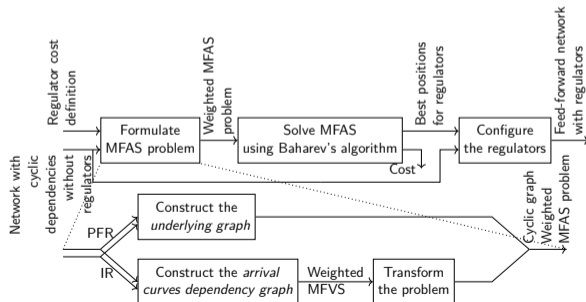 Regulator cost
definition
Network with
cyclic
dependencies
without
regulators
Formulate
MFAS problem
Weighted MFAS
problem
Solve MFAS
using Baharev's algorithm
Cost
Best positions
for regulators
Configure
the regulators
Feed-forward network
with regulators
PFR
IR
Construct the
underlying graph
Construct the arrival
curves dependency graph
Weighted
MFVS
Transform
the problem
Cyclic graph
Weighted
MFAS problem